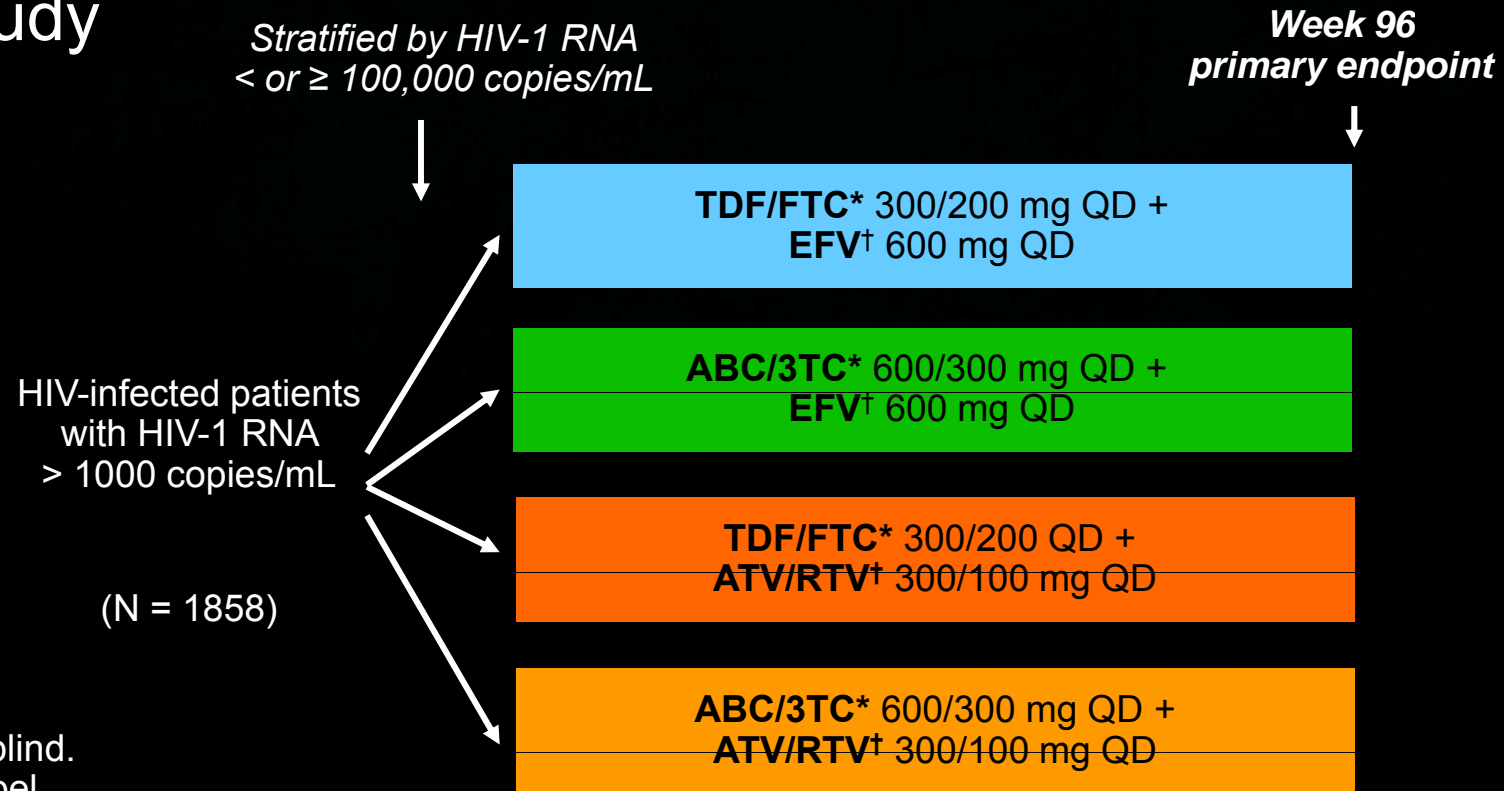 udy
Stratified by HIV-1 RNA
< or ≥ 100,000 copies/mL
Week 96
primary endpoint
TDF/FTC* 300/200 mg QD +
EFV† 600 mg QD
ABC/3TC* 600/300 mg QD +
EFV† 600 mg QD
HIV-infected patients
with HIV-1 RNA
> 1000 copies/mL
(N = 1858)
TDF/FTC* 300/200 QD +
ATV/RTV† 300/100 mg QD
ABC/3TC* 600/300 mg QD +
ATV/RTV† 300/100 mg QD
blind.